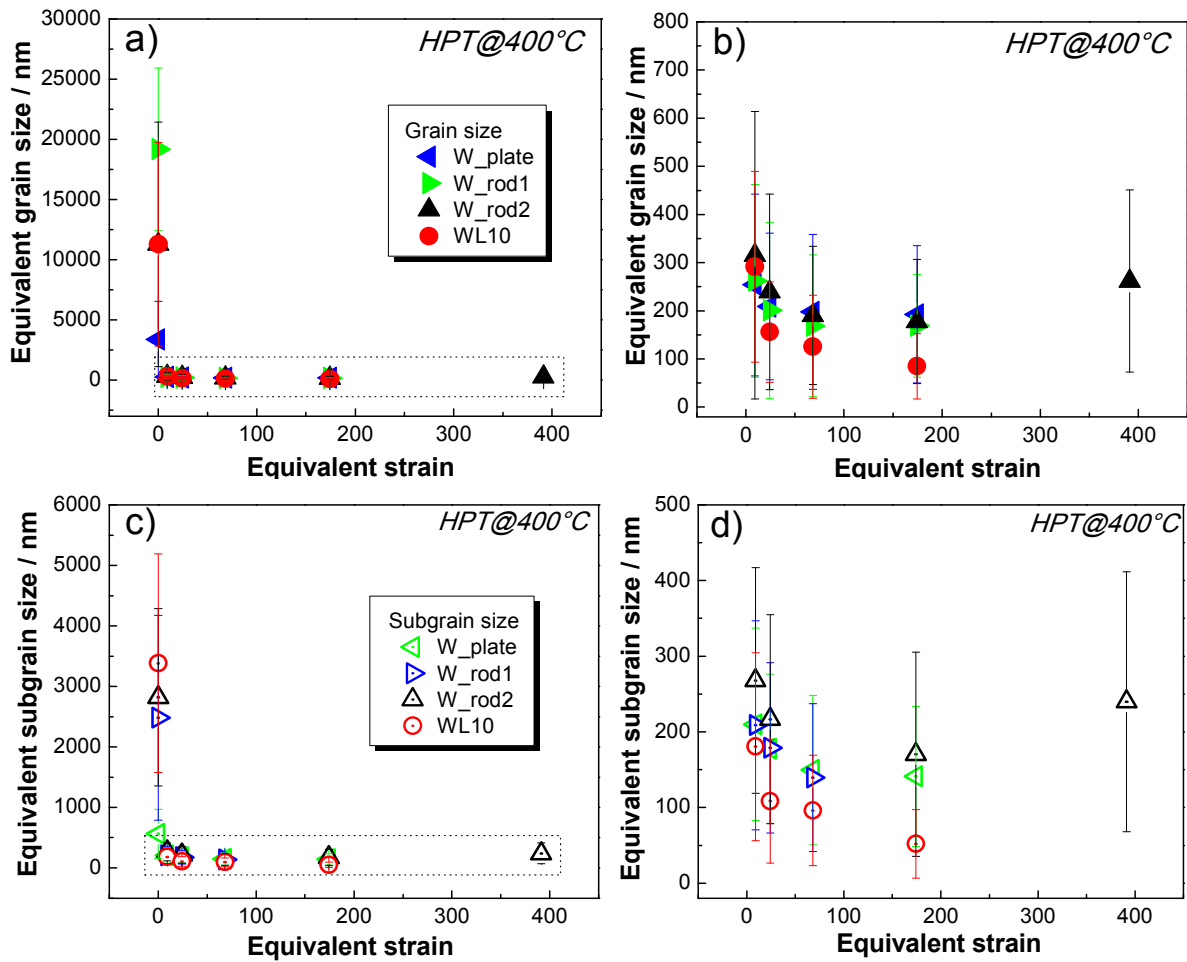 a)
HPT@400°C
30000
25000
20000
15000
10000
5000
0
Equivalent grain size / nm
Grain size
W_plate
W_rod1
W_rod2
WL10
0 100 200 300 400
Equivalent strain
b)
HPT@400°C
800
700
600
500
400
300
200
100
0
Equivalent grain size / nm
0 100 200 300 400
Equivalent strain
c)
HPT@400°C
6000
5000
4000
3000
2000
1000
0
Equivalent subgrain size / nm
Subgrain size
W_plate
W_rod1
W_rod2
WL10
0 100 200 300 400
Equivalent strain
d)
HPT@400°C
500
400
300
200
100
0
Equivalent subgrain size / nm
0 100 200 300 400
Equivalent strain